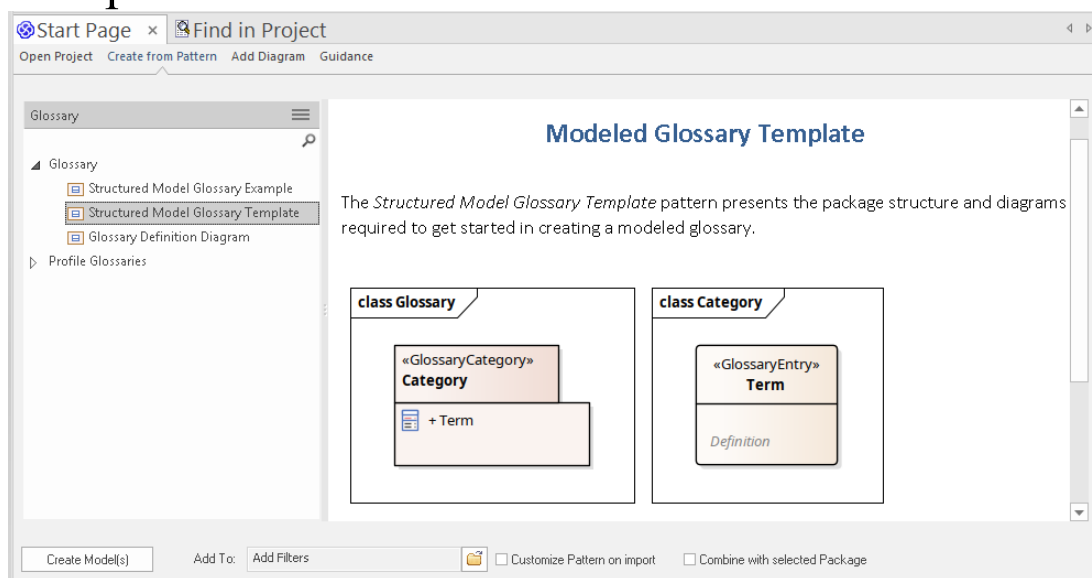 Start Page × Find in Project
Open Project Create from Pattern Add Diagram Guidance
Glossary
Glossary
Structured Model Glossary Example
Structured Model Glossary Template
Glossary Definition Diagram
Profile Glossaries
Modeled Glossary Template
The Structured Model Glossary Template pattern presents the package structure and diagrams
required to get started in creating a modeled glossary.
class Glossary
«GlossaryCategory»
Category
+ Term
class Category
«GlossaryEntry»
Term
Definition
Create Model(s) Add To: Add Filters Customize Pattern on import Combine with selected Package